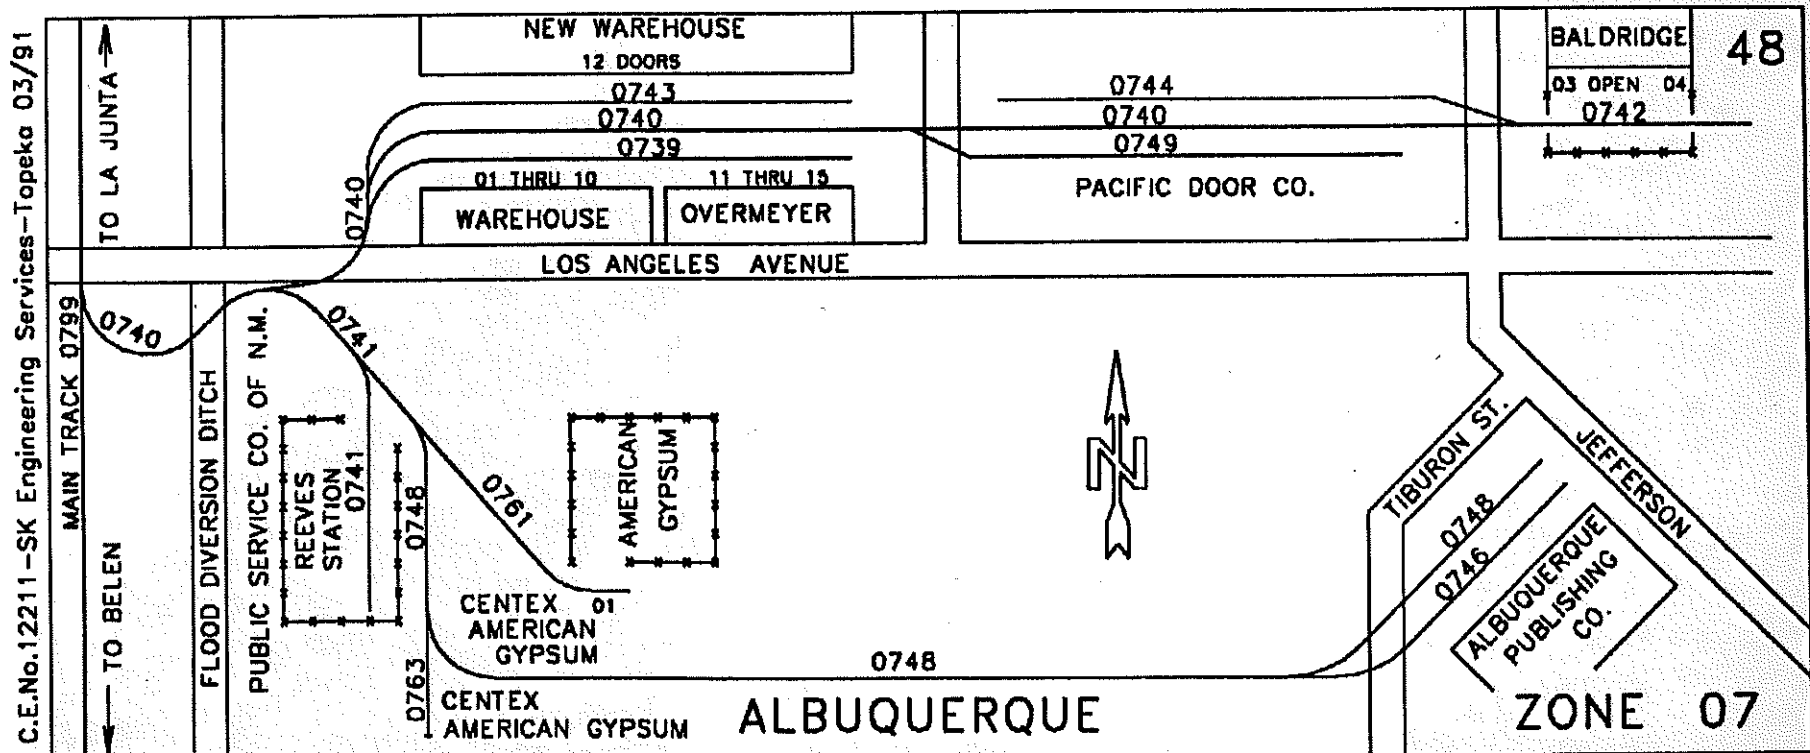 C.E.No.12211-SK Engineering Services-Topeka 03/91
MAIN TRACK 0799
TO LA JUNTA
TO BELEN
0740
FLOOD DIVERSION DITCH
PUBLIC SERVICE CO. OF N.M.
NEW WAREHOUSE
12 DOORS
0743
0740
0739
0740
01 THRU 10
WAREHOUSE
11 THRU 15
OVERMEYER
LOS ANGELES AVENUE
0744
0740
0749
PACIFIC DOOR CO.
BALDRIDGE
03 OPEN 04
0742
48
0741
REEVES
STATION
0741
0748
0761
AMERICAN
GYPSUM
N
CENTEX 01
AMERICAN
GYPSUM
0763
CENTEX
AMERICAN GYPSUM
0748
ALBUQUERQUE
TIBURON ST.
JEFFERSON
0748
0746
ALBUQUERQUE
PUBLISHING
CO.
ZONE 07